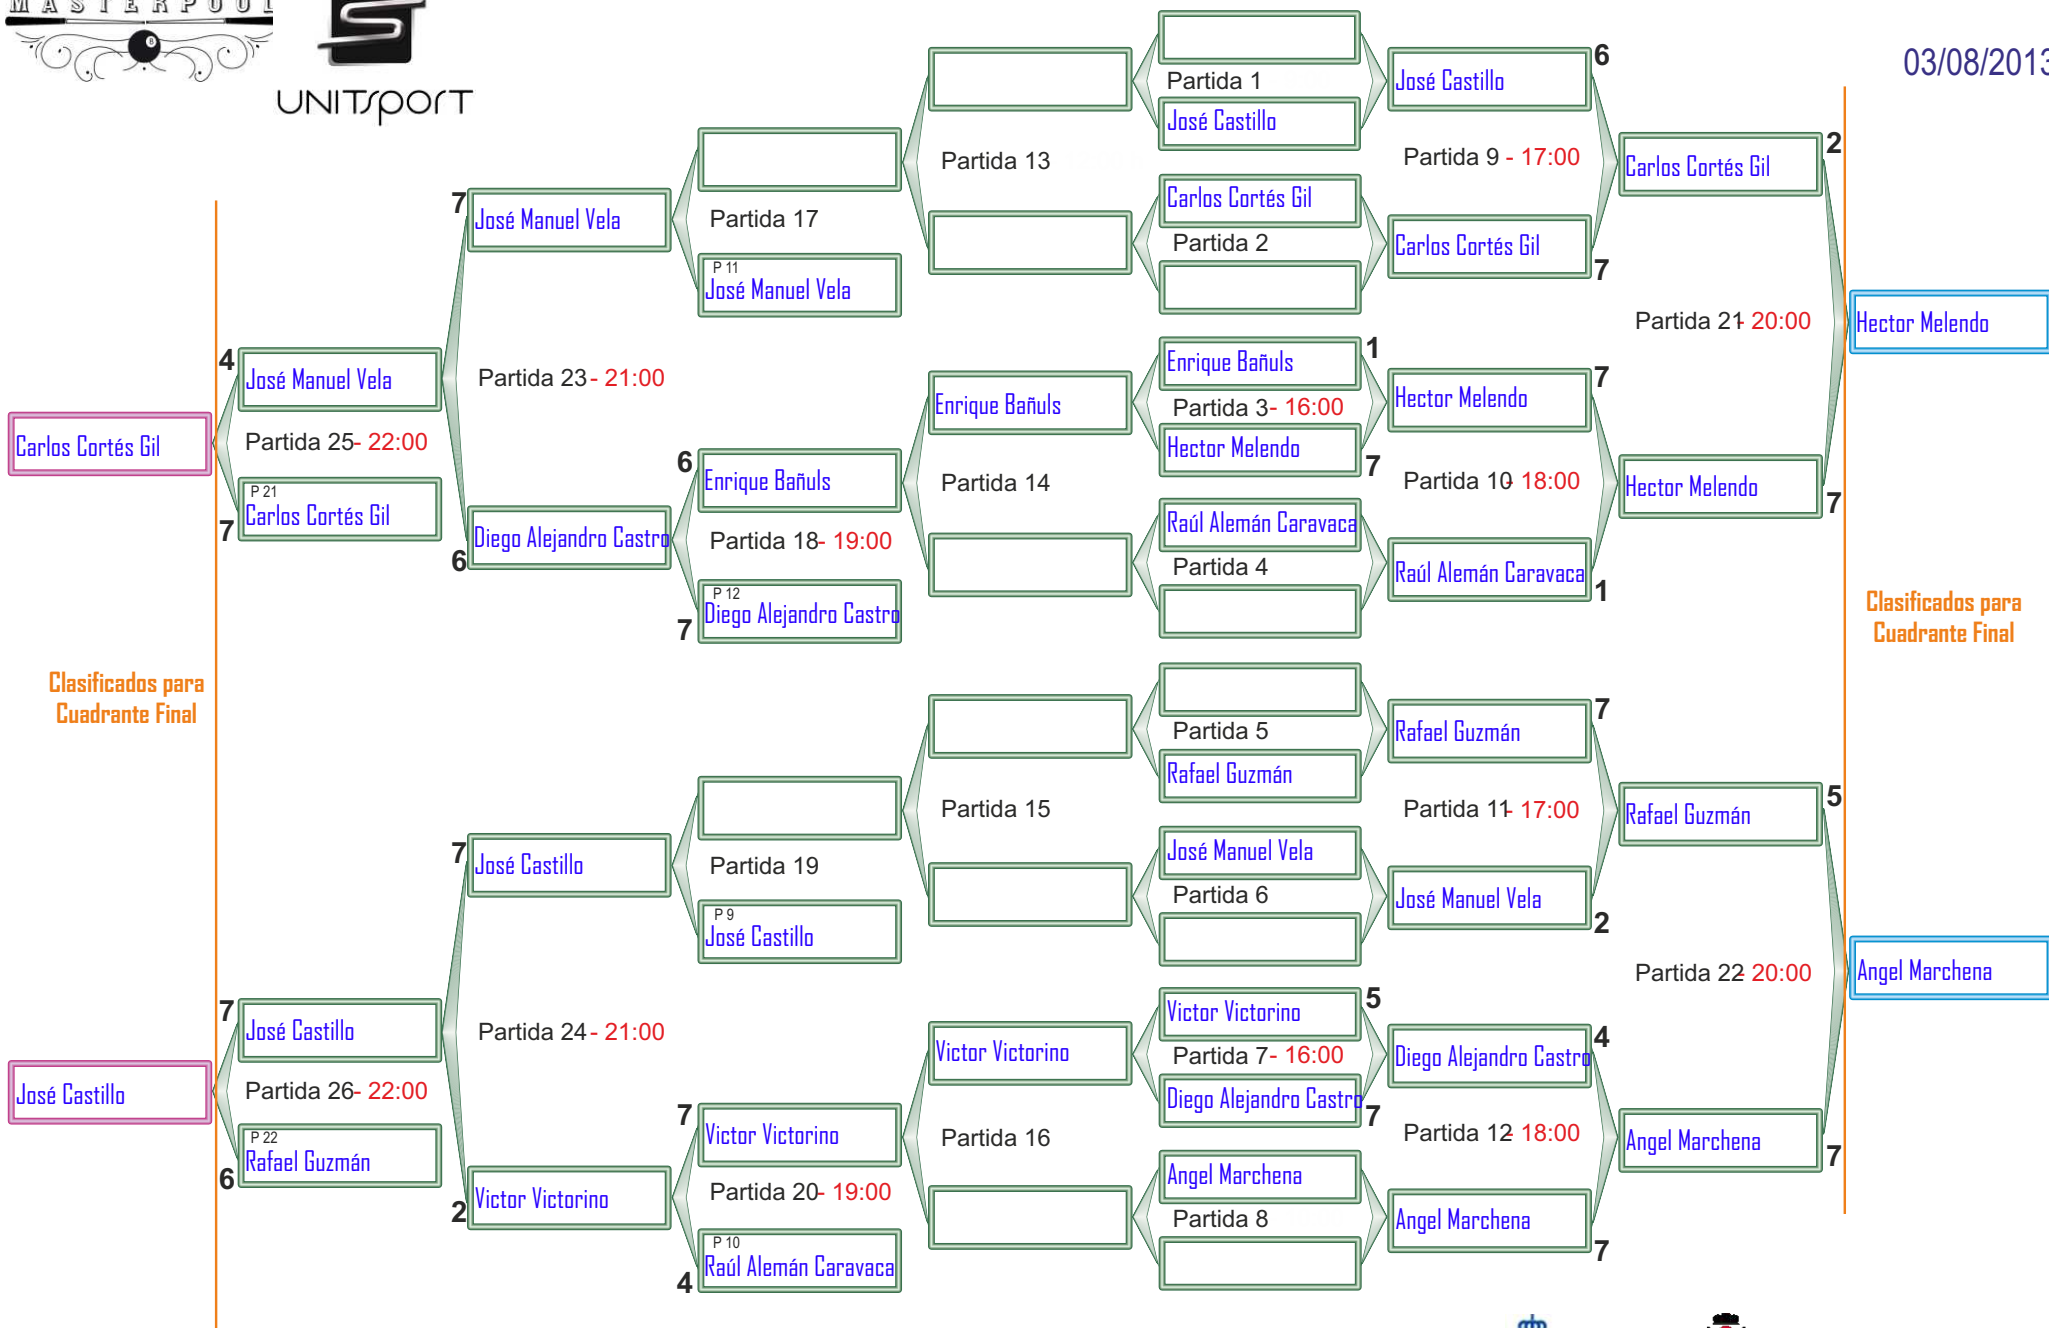 MASTERPOOL
8
UNITSPORT
03/08/2013
Clasificados para
Cuadrante Final
Carlos Cortés Gil
José Castillo
4
José Manuel Vela
Partida 25 - 22:00
P 21
Carlos Cortés Gil
7
7
José Castillo
Partida 26 - 22:00
P 22
Rafael Guzmán
6
7
José Manuel Vela
Partida 23 - 21:00
Diego Alejandro Castro
6
7
José Castillo
Partida 24 - 21:00
Victor Victorino
2
Partida 17
P 11
José Manuel Vela
6
Enrique Bañuls
Partida 18 - 19:00
P 12
Diego Alejandro Castro
7
Partida 19
P 9
José Castillo
7
Victor Victorino
Partida 20 - 19:00
P 10
Raúl Alemán Caravaca
4
Partida 13
Enrique Bañuls
Partida 14
Partida 15
Victor Victorino
Partida 16
Partida 1
José Castillo
Carlos Cortés Gil
Partida 2
Enrique Bañuls
1
Partida 3 - 16:00
Hector Melendo
7
Raúl Alemán Caravaca
Partida 4
Partida 5
Rafael Guzmán
José Manuel Vela
Partida 6
Victor Victorino
5
Partida 7 - 16:00
Diego Alejandro Castro
7
Angel Marchena
Partida 8
José Castillo
6
Partida 9 - 17:00
Carlos Cortés Gil
7
Hector Melendo
7
Partida 10 - 18:00
Raúl Alemán Caravaca
1
Rafael Guzmán
7
Partida 11 - 17:00
José Manuel Vela
2
Diego Alejandro Castro
4
Partida 12 - 18:00
Angel Marchena
7
Carlos Cortés Gil
2
Partida 21 - 20:00
Hector Melendo
7
Rafael Guzmán
5
Partida 22 - 20:00
Angel Marchena
7
Hector Melendo
Clasificados para
Cuadrante Final
Angel Marchena